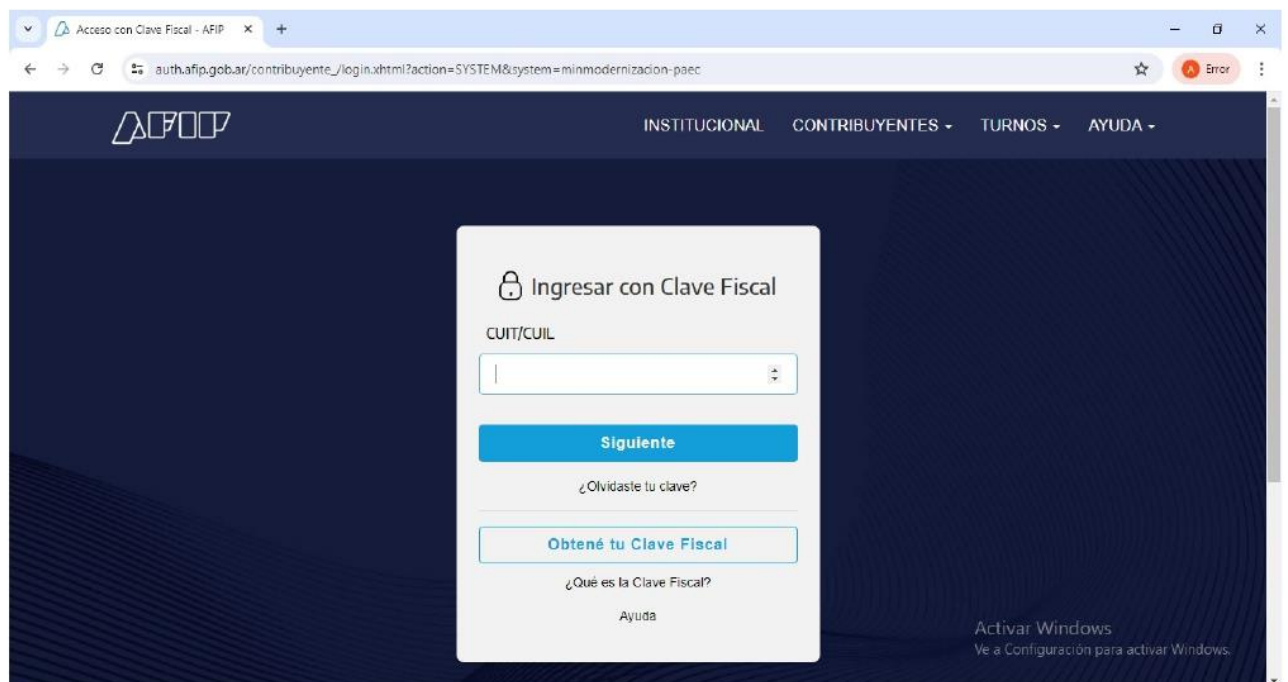 Acceso con Clave Fiscal - AFIP
auth.afip.gob.ar/contribuyente_/login.xhtml?action=SYSTEM&system=minmodernizacion-paec
A Error
AFIP INSTITUCIONAL CONTRIBUYENTES TURNOS AYUDA
Ingresar con Clave Fiscal
CUIT/CUIL
Siguiente
¿Olvidaste tu clave?
Obtené tu Clave Fiscal
¿Qué es la Clave Fiscal?
Ayuda
Activar Windows
Ve a Configuración para activar Windows.